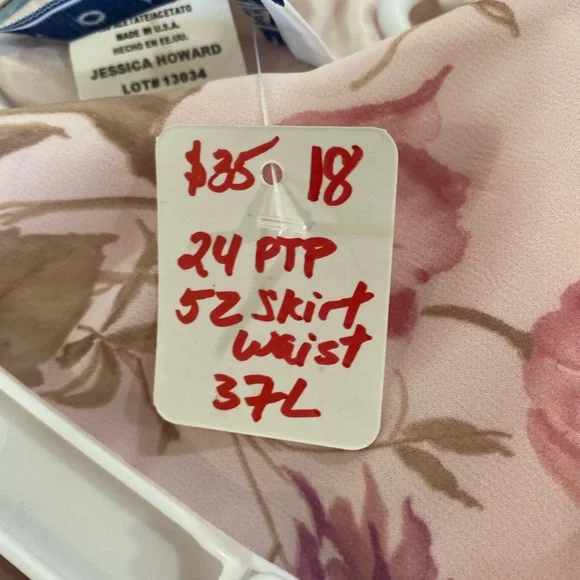 ACETATE/ACETATO
MADE IN U.S.A.
HECHO EN EE.UU.
JESSICA HOWARD
LOT# 13034
$35 18
24 PTP
52 Skirt
waist
37L